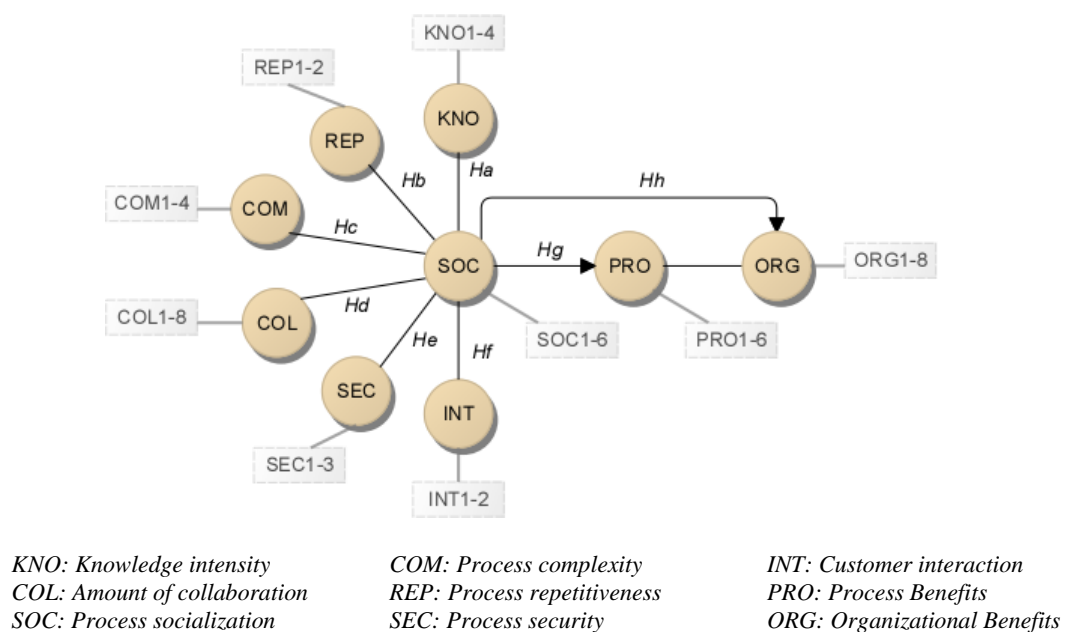 KNO1-4
REP1-2
KNO
REP
Ha
Hb
Hh
COM1-4
COM
Hc
Hg
SOC
PRO
ORG
ORG1-8
Hd
COL1-8
COL
SOC1-6
PRO1-6
He
Hf
SEC
INT
SEC1-3
INT1-2
KNO: Knowledge intensity
COM: Process complexity
INT: Customer interaction
COL: Amount of collaboration
REP: Process repetitiveness
PRO: Process Benefits
SOC: Process socialization
SEC: Process security
ORG: Organizational Benefits